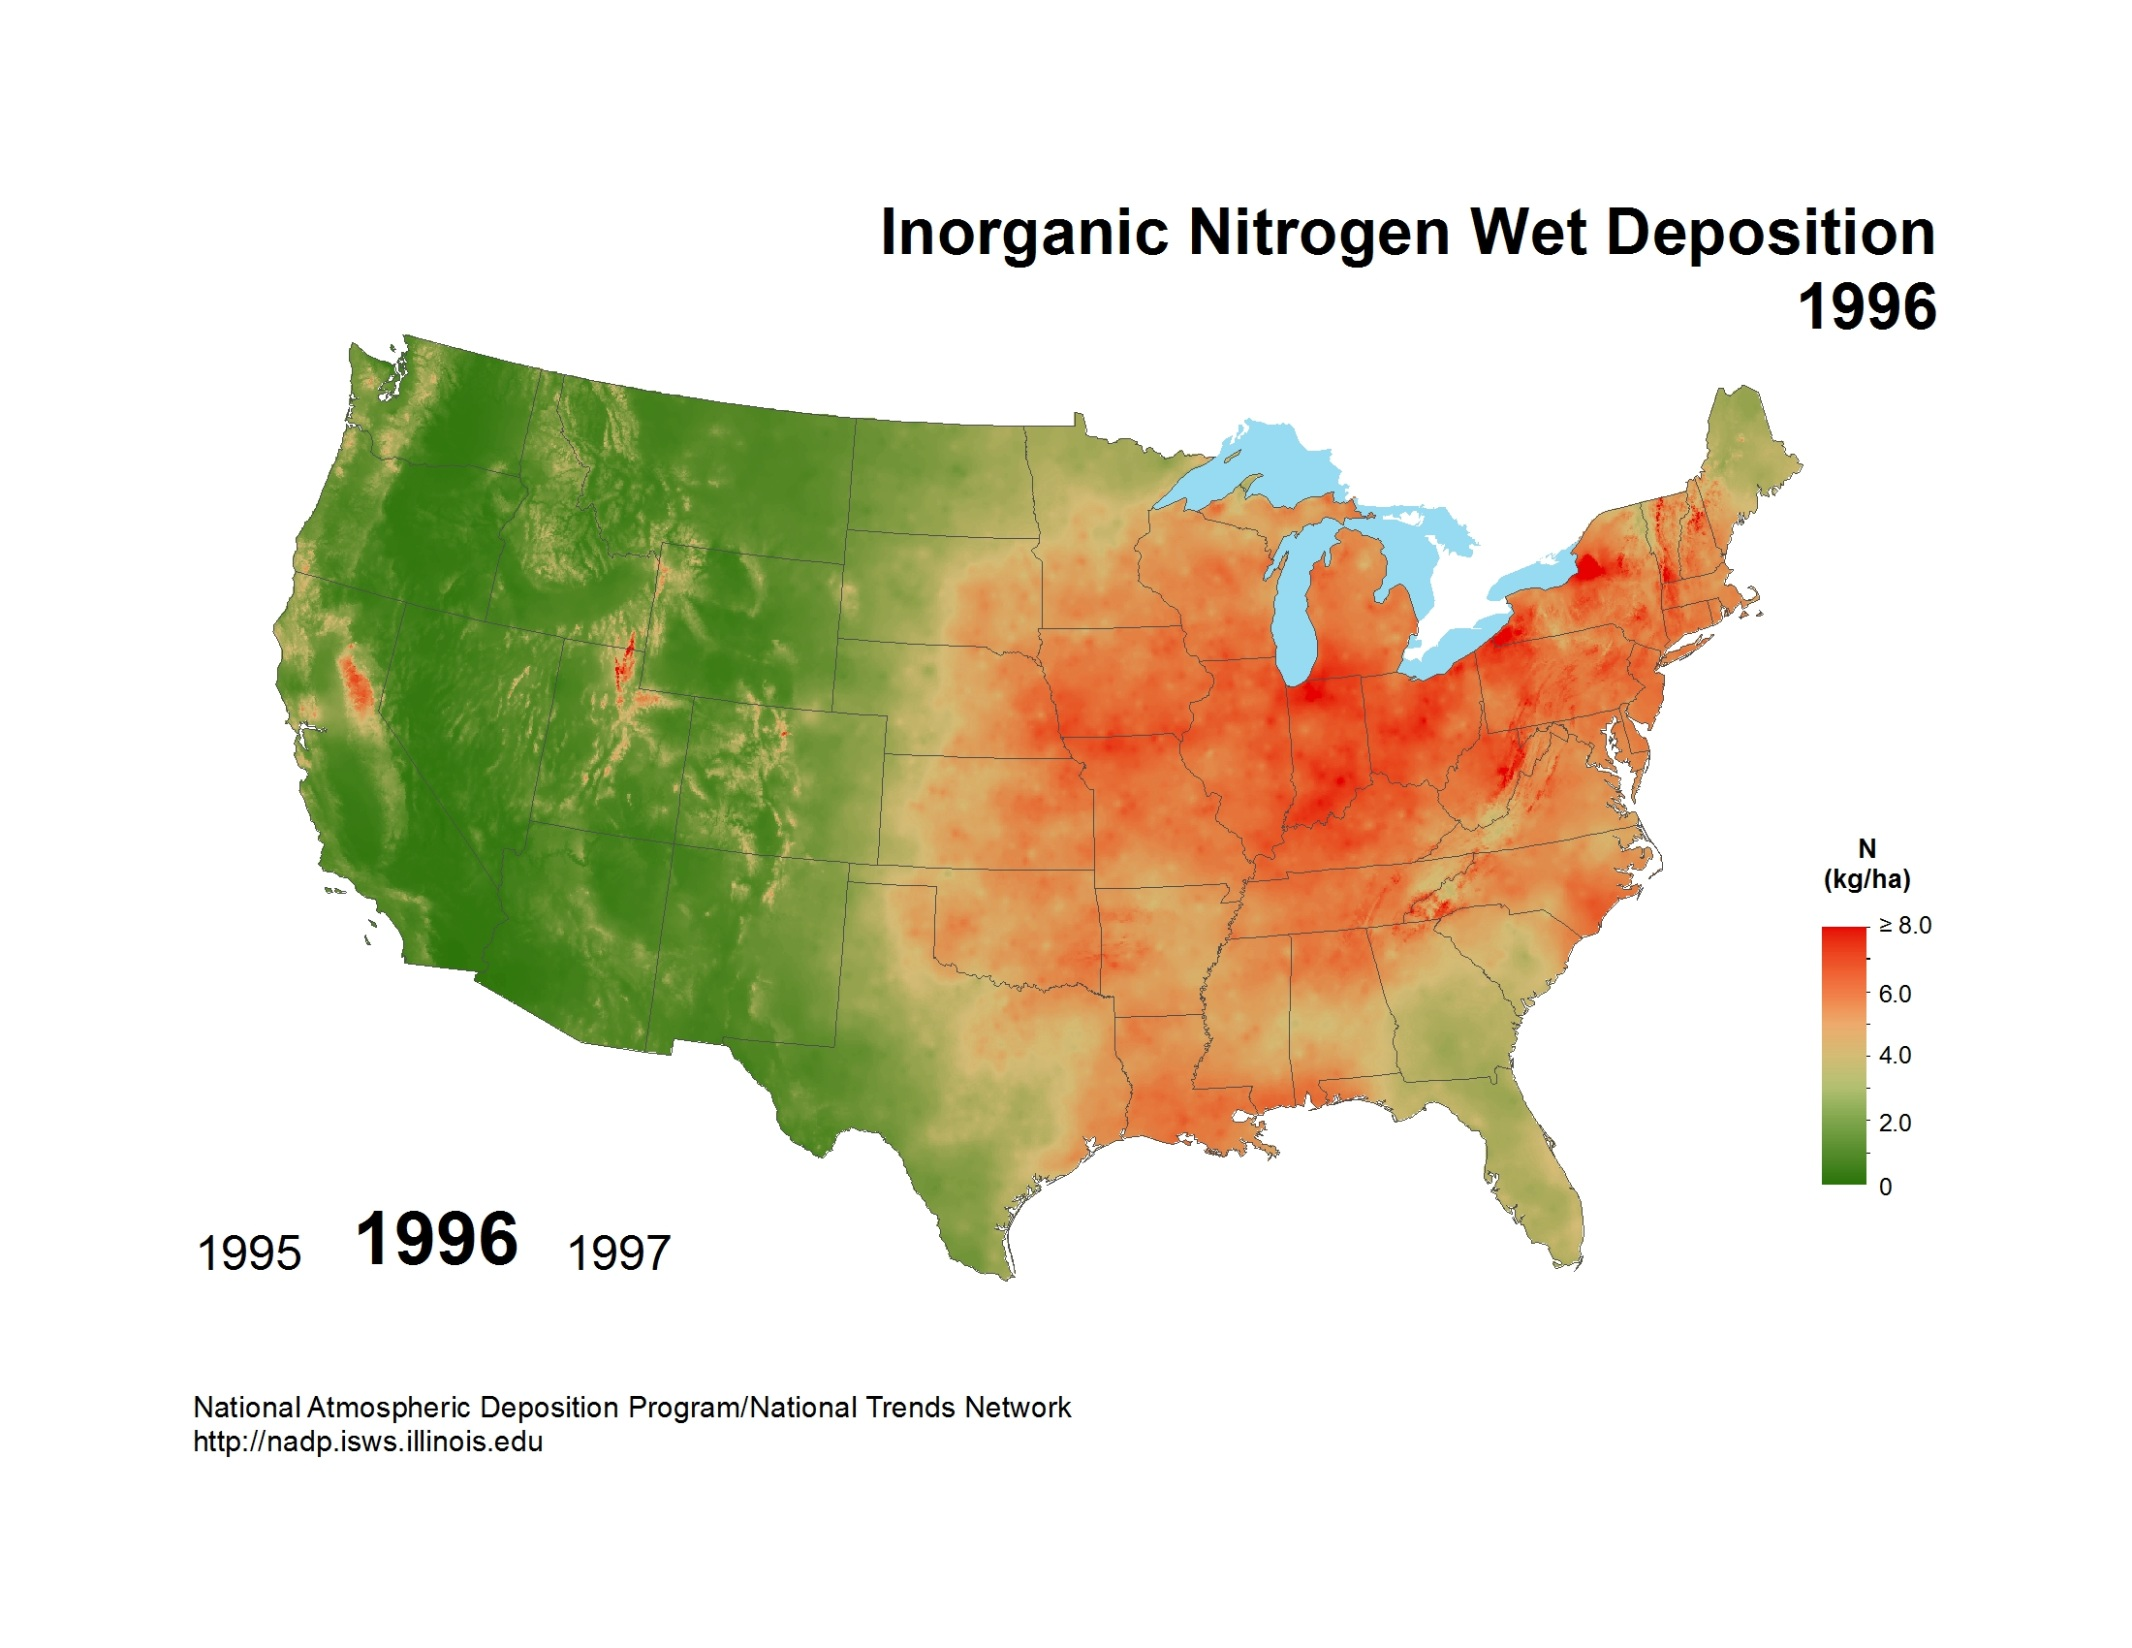 Inorganic Nitrogen Wet Deposition
1996
N
(kg/ha)
≥ 8.0
6.0
4.0
2.0
0
1995 1996 1997
National Atmospheric Deposition Program/National Trends Network
http://nadp.isws.illinois.edu